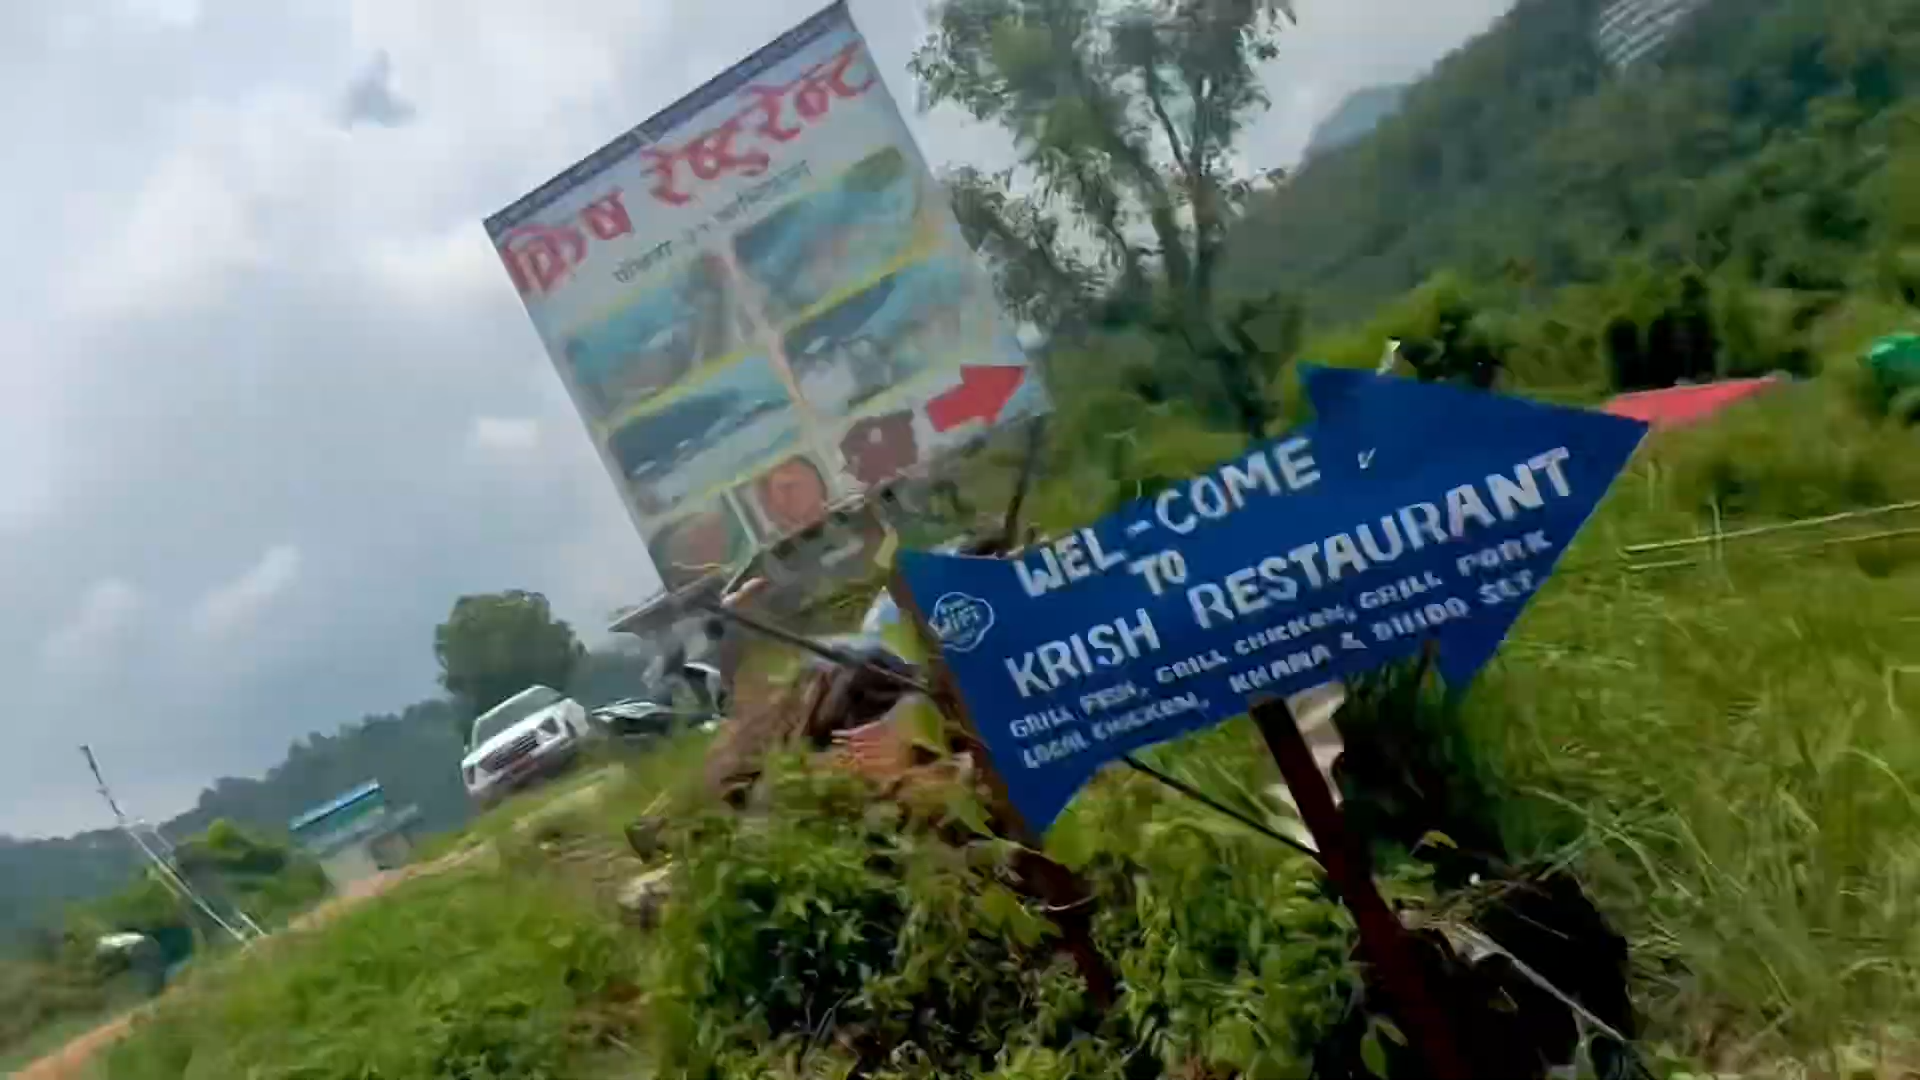 क्रिष रेष्टुरेन्ट
WEL-COME
TO
KRISH RESTAURANT
GRILL FISH, GRILL CHICKEN, GRILL PORK
LOCAL CHICKEN, KHANA & DHIDO SET